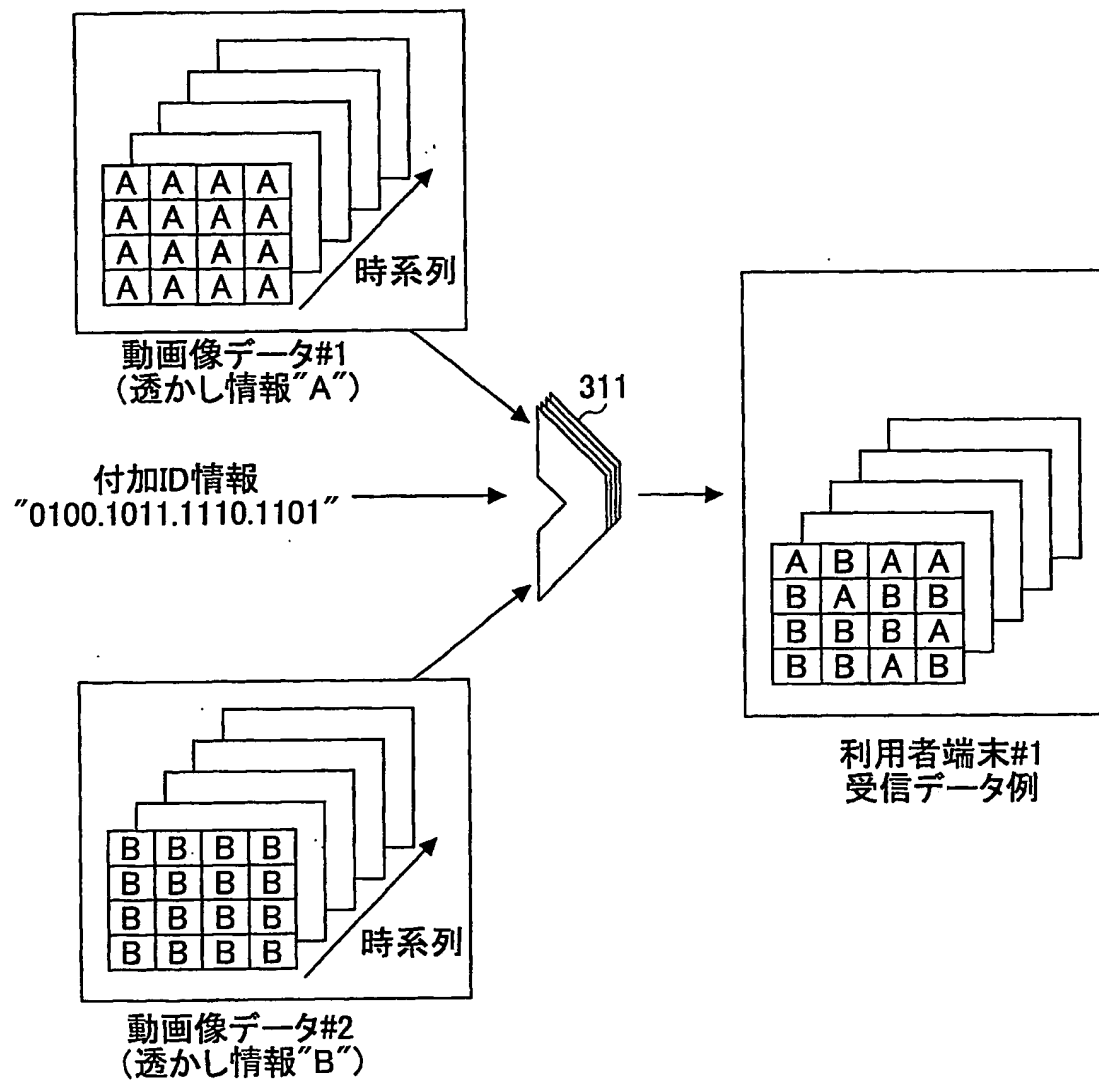 A A A A
A A A A
A A A A
A A A A
時系列
動画像データ#1
（透かし情報"A"）
付加ID情報
"0100.1011.1110.1101"
311
A B A A
B A B B
B B B A
B B A B
利用者端末#1
受信データ例
B B B B
B B B B
B B B B
B B B B
時系列
動画像データ#2
（透かし情報"B"）